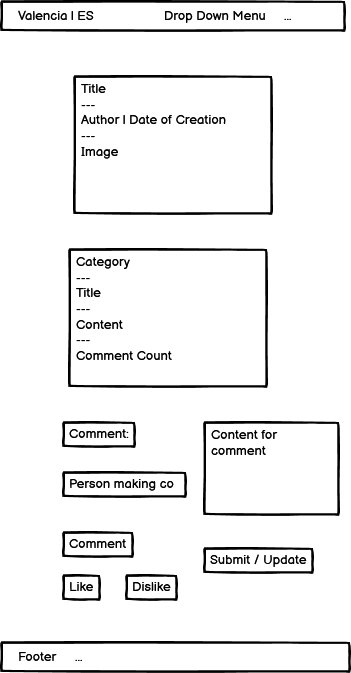 Valencia | ES Drop Down Menu ...
Title
---
Author | Date of Creation
---
Image
Category
---
Title
---
Content
---
Comment Count
Comment:
Person making co
Comment
Like Dislike
Content for
comment
Submit / Update
Footer ...